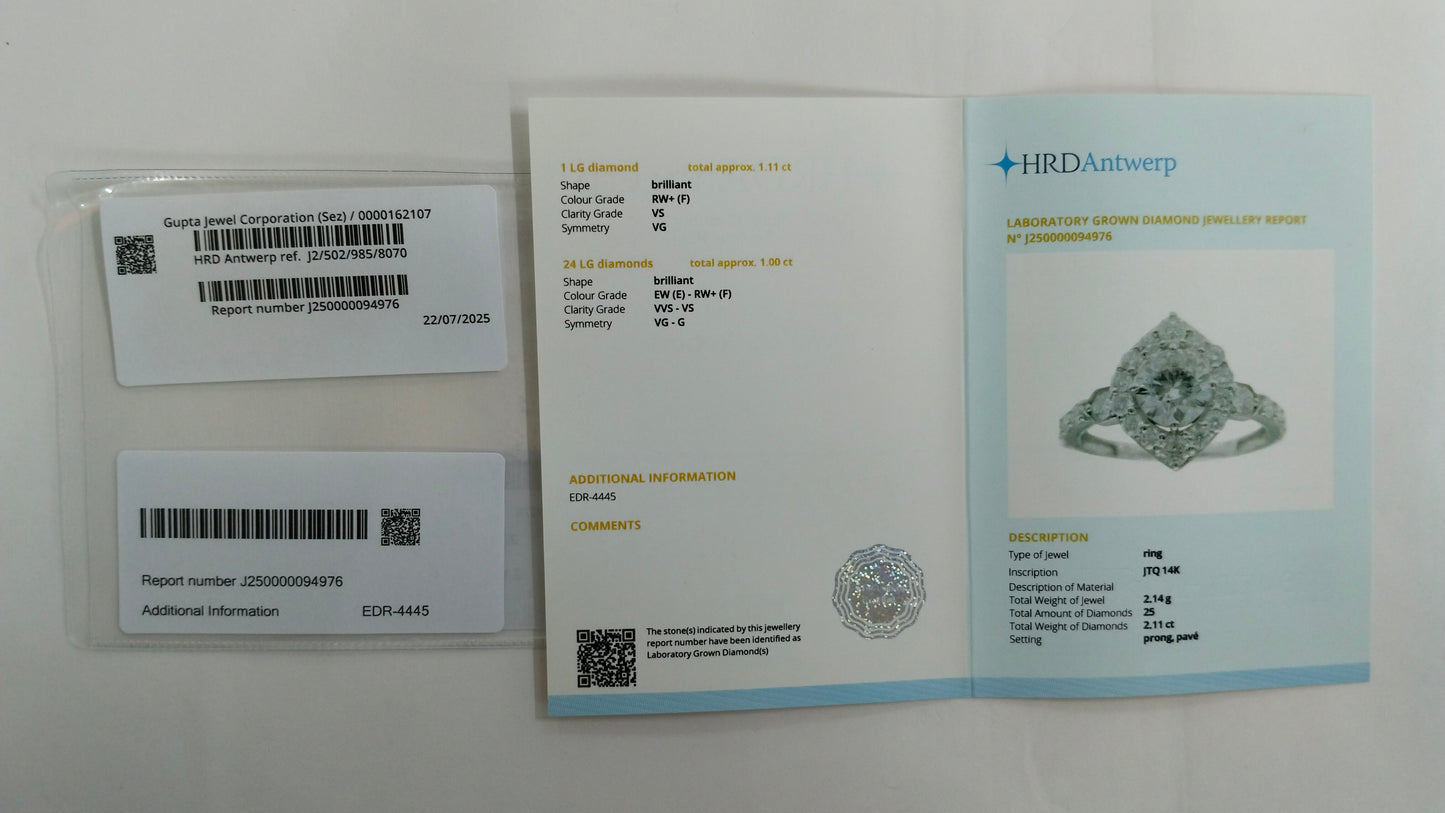 Gupta Jewel Corporation (Sez) / 0000162107
HRD Antwerp ref. J2/502/985/8070
Report number J250000094976
22/07/2025
Report number J250000094976
Additional Information EDR-4445
1 LG diamond total approx. 1.11 ct
Shape brilliant
Colour Grade RW+ (F)
Clarity Grade VS
Symmetry VG
24 LG diamonds total approx. 1.00 ct
Shape brilliant
Colour Grade EW (E) - RW+ (F)
Clarity Grade VVS - VS
Symmetry VG - G
ADDITIONAL INFORMATION
EDR-4445
COMMENTS
The stone(s) indicated by this jewellery
report number have been identified as
Laboratory Grown Diamond(s)
HRDAntwerp
LABORATORY GROWN DIAMOND JEWELLERY REPORT
N° J250000094976
DESCRIPTION
Type of Jewel ring
Inscription JTQ 14K
Description of Material
Total Weight of Jewel 2.14 g
Total Amount of Diamonds 25
Total Weight of Diamonds 2.11 ct
Setting prong, pavé